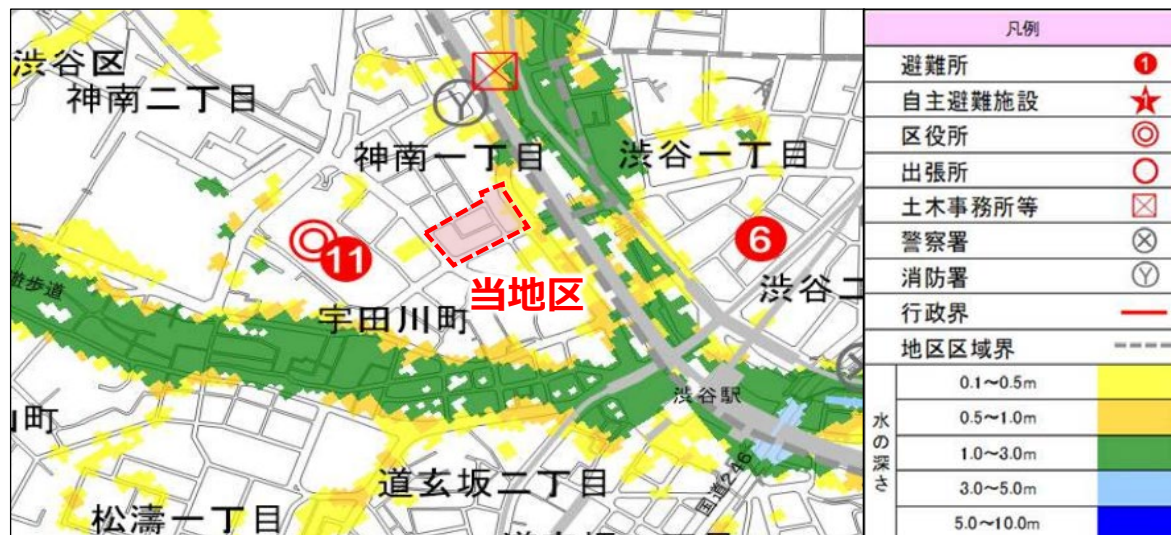 渋谷区
神南二丁目
神南一丁目
渋谷一丁目
11
6
当地区
渋谷二
遊歩道
宇田川町
渋谷駅
川町
道玄坂二丁目
国道246
松濤一丁目
凡例
避難所 1
自主避難施設 1
区役所
出張所
土木事務所等
警察署
消防署
行政界
地区区域界
水の深さ
0.1～0.5m
0.5～1.0m
1.0～3.0m
3.0～5.0m
5.0～10.0m